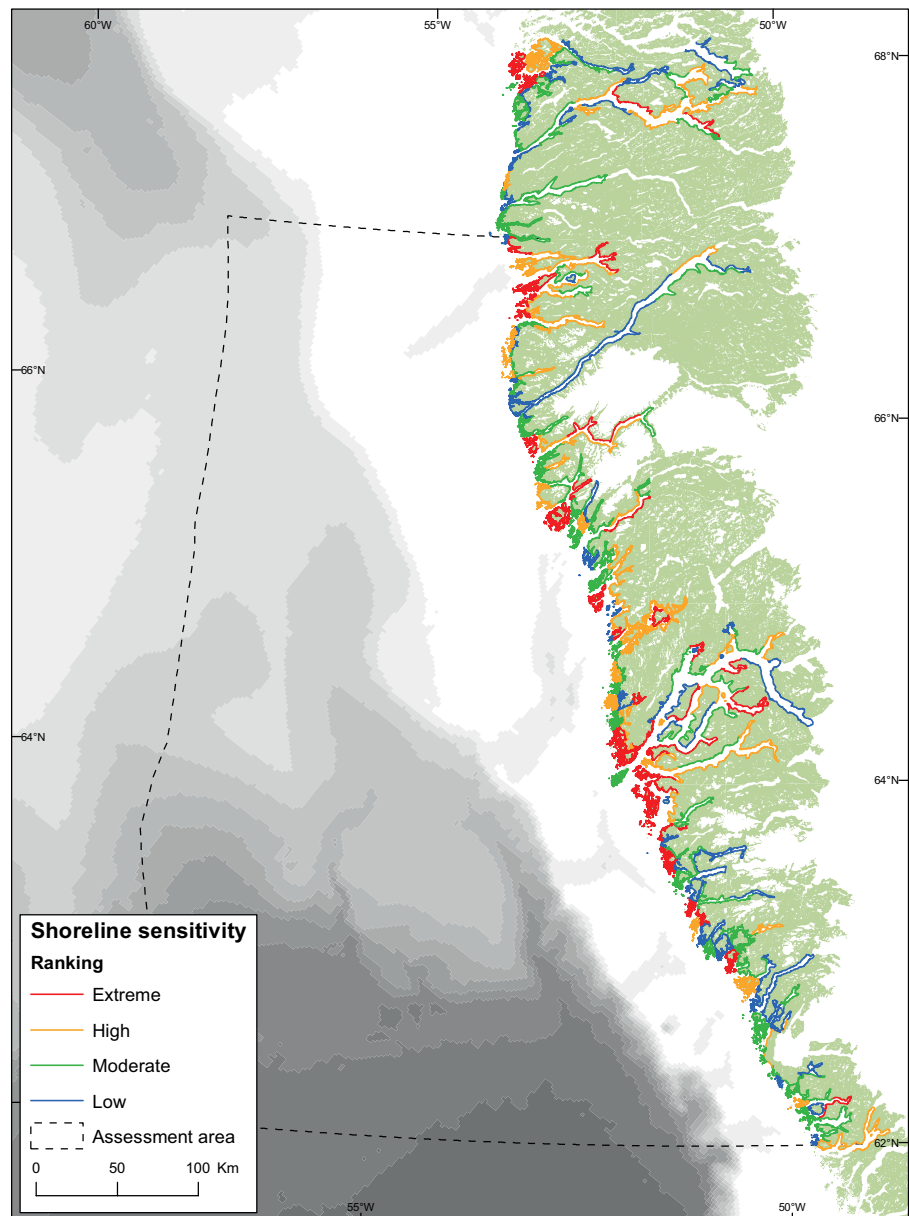 60°W
55°W
50°W
68°N
66°N
66°N
64°N
64°N
Shoreline sensitivity
Ranking
Extreme
High
Moderate
Low
Assessment area
0 50 100 Km
62°N
55°W
50°W